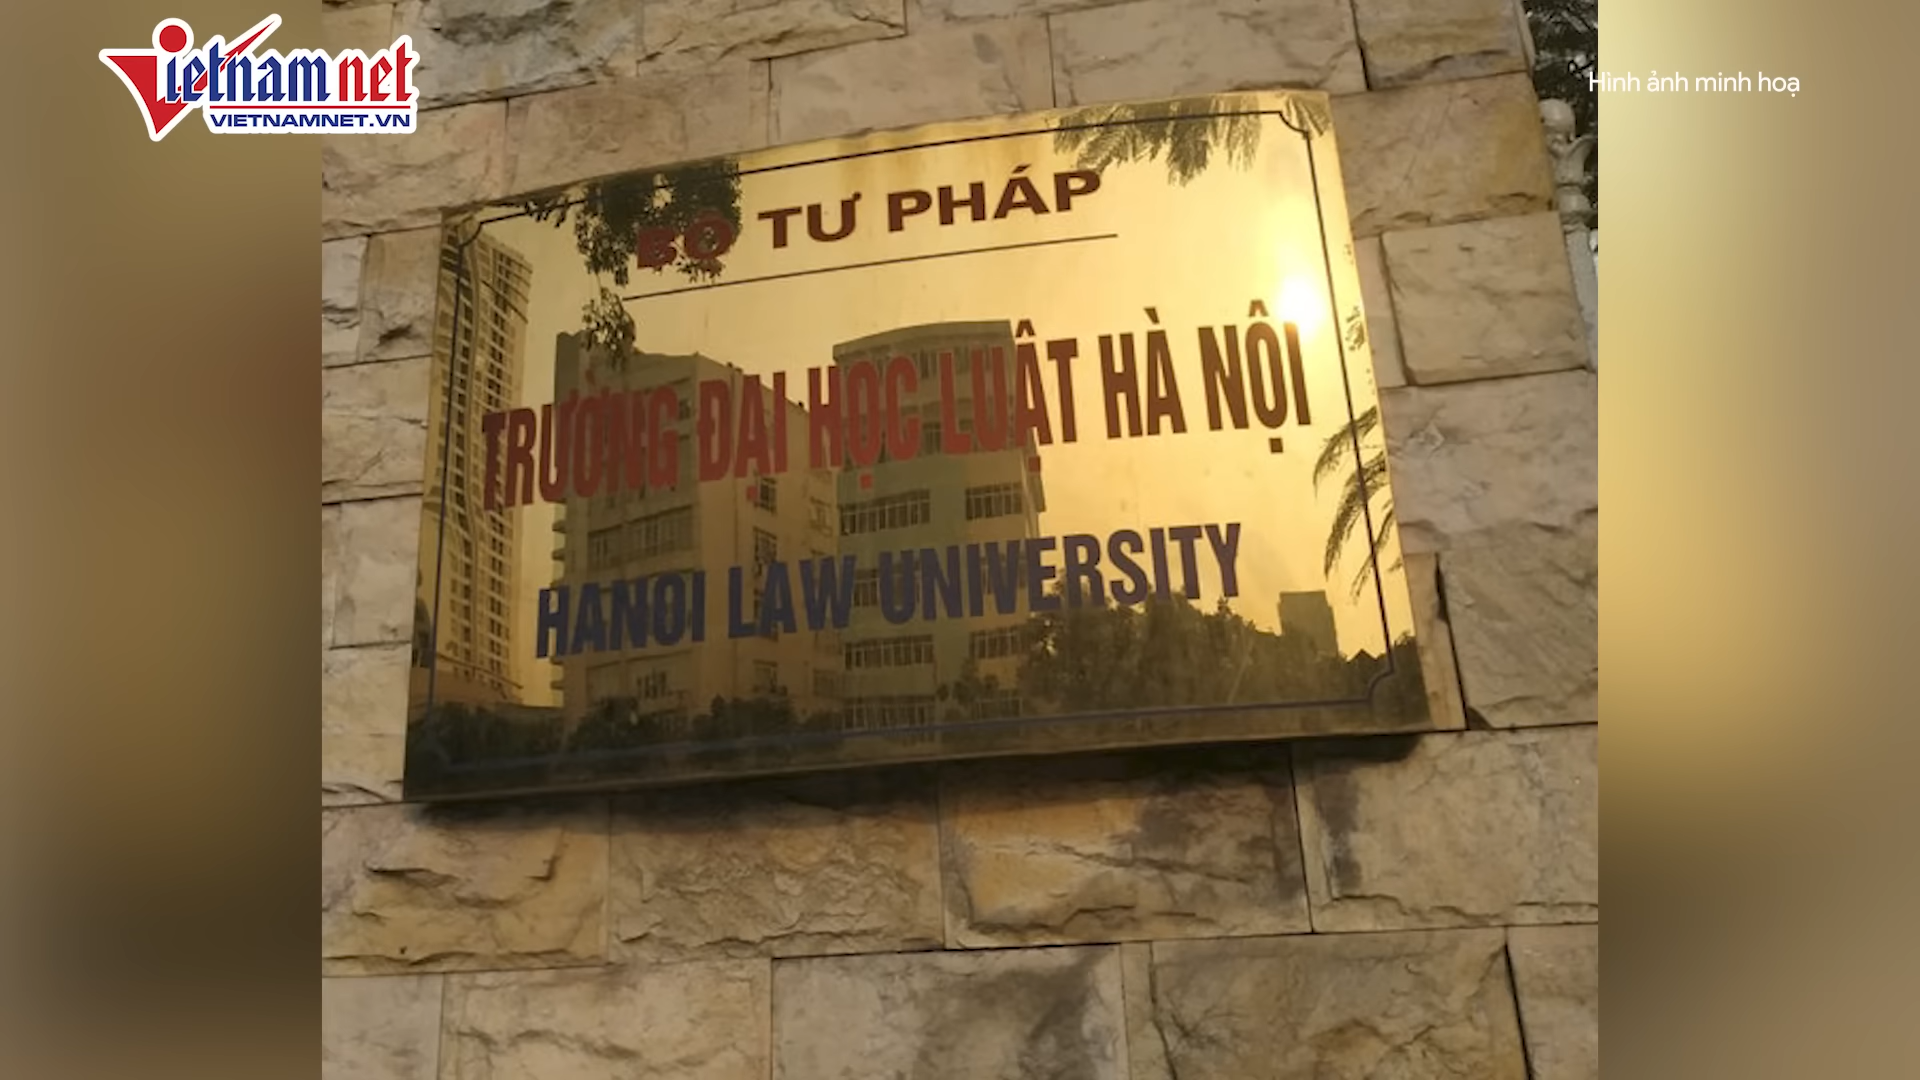 Vietnamnet
VIETNAMNET.VN
Hình ảnh minh hoạ
BỘ TƯ PHÁP
TRƯỜNG ĐẠI HỌC LUẬT HÀ NỘI
HANOI LAW UNIVERSITY